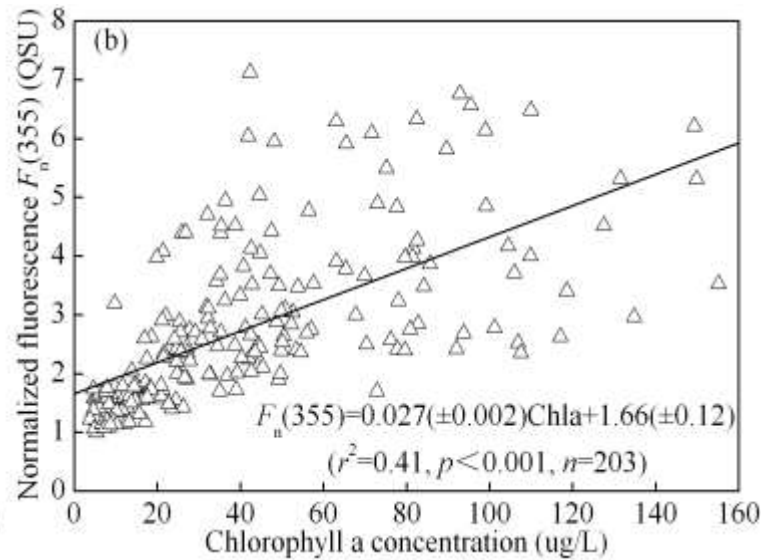 (b)
Normalized fluorescence Fn(355) (QSU)
8
7
6
5
4
3
2
1
0
Fn(355)=0.027(±0.002)Chla+1.66(±0.12)
(r²=0.41, p<0.001, n=203)
0 20 40 60 80 100 120 140 160
Chlorophyll a concentration (ug/L)